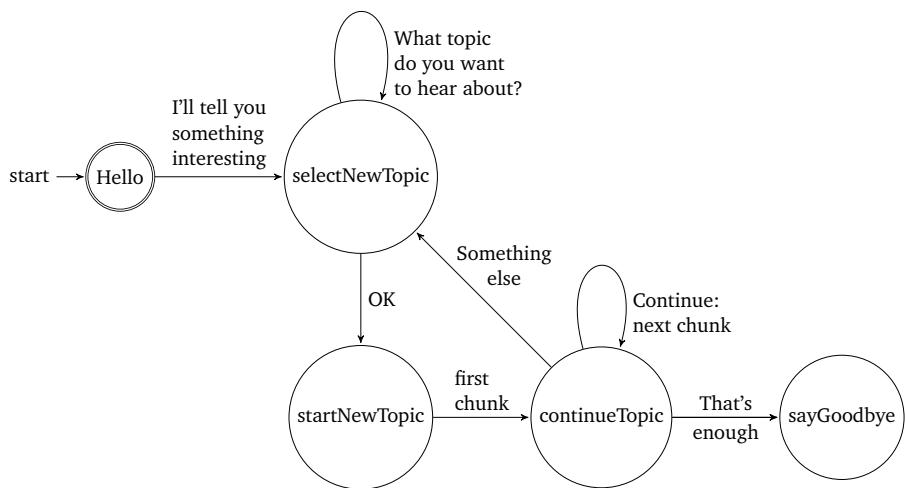 What topic
do you want
to hear about?
I'll tell you
something
interesting
start
Hello
selectNewTopic
Something
else
OK
Continue:
next chunk
first
chunk
That's
enough
startNewTopic
continueTopic
sayGoodbye